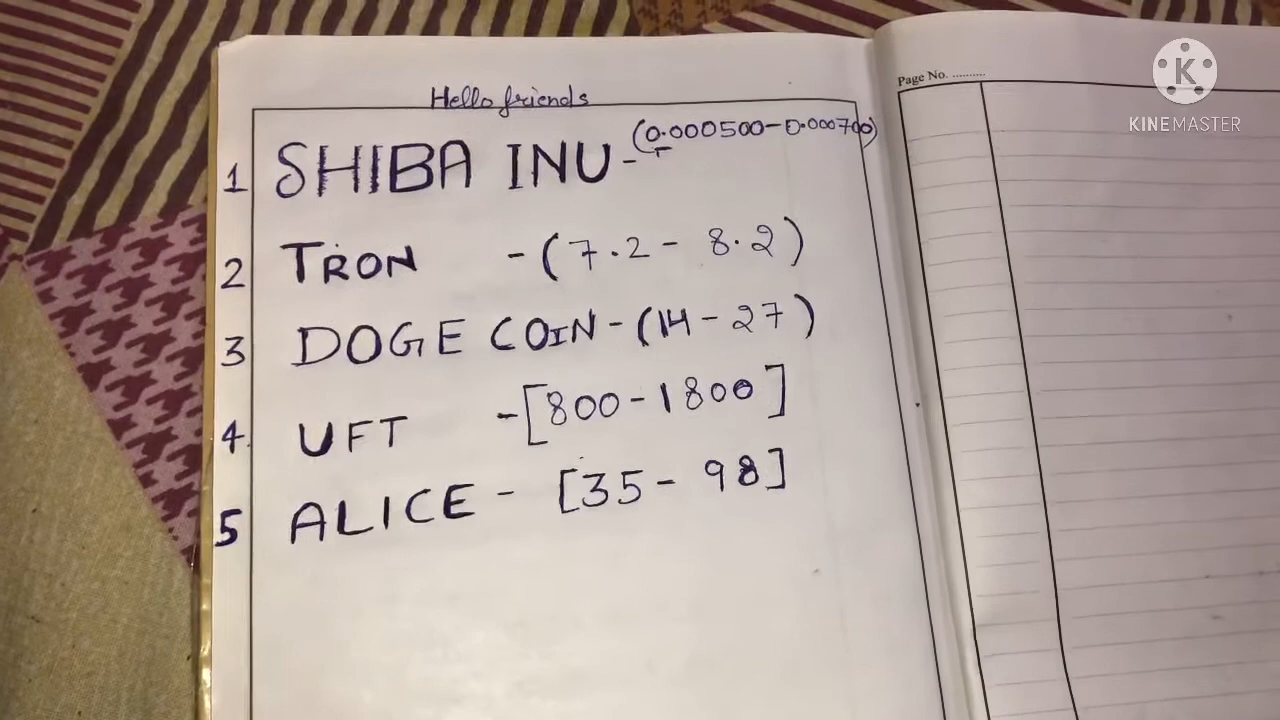 Hello friends
1 SHIBA INU - (0.000500-0.000700)
2 TRON - (7.2 - 8.2)
3 DOGE COIN - (14 - 27)
4. UFT - [800 - 1800]
5 ALICE - [35 - 98]
Page No. ..........
K
KINEMASTER